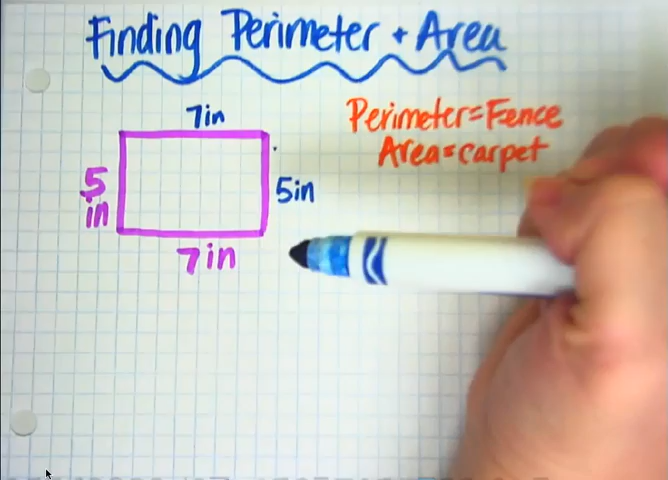 Finding Perimeter + Area
7in
Perimeter=Fence
Area=carpet
5
in
5in
7in